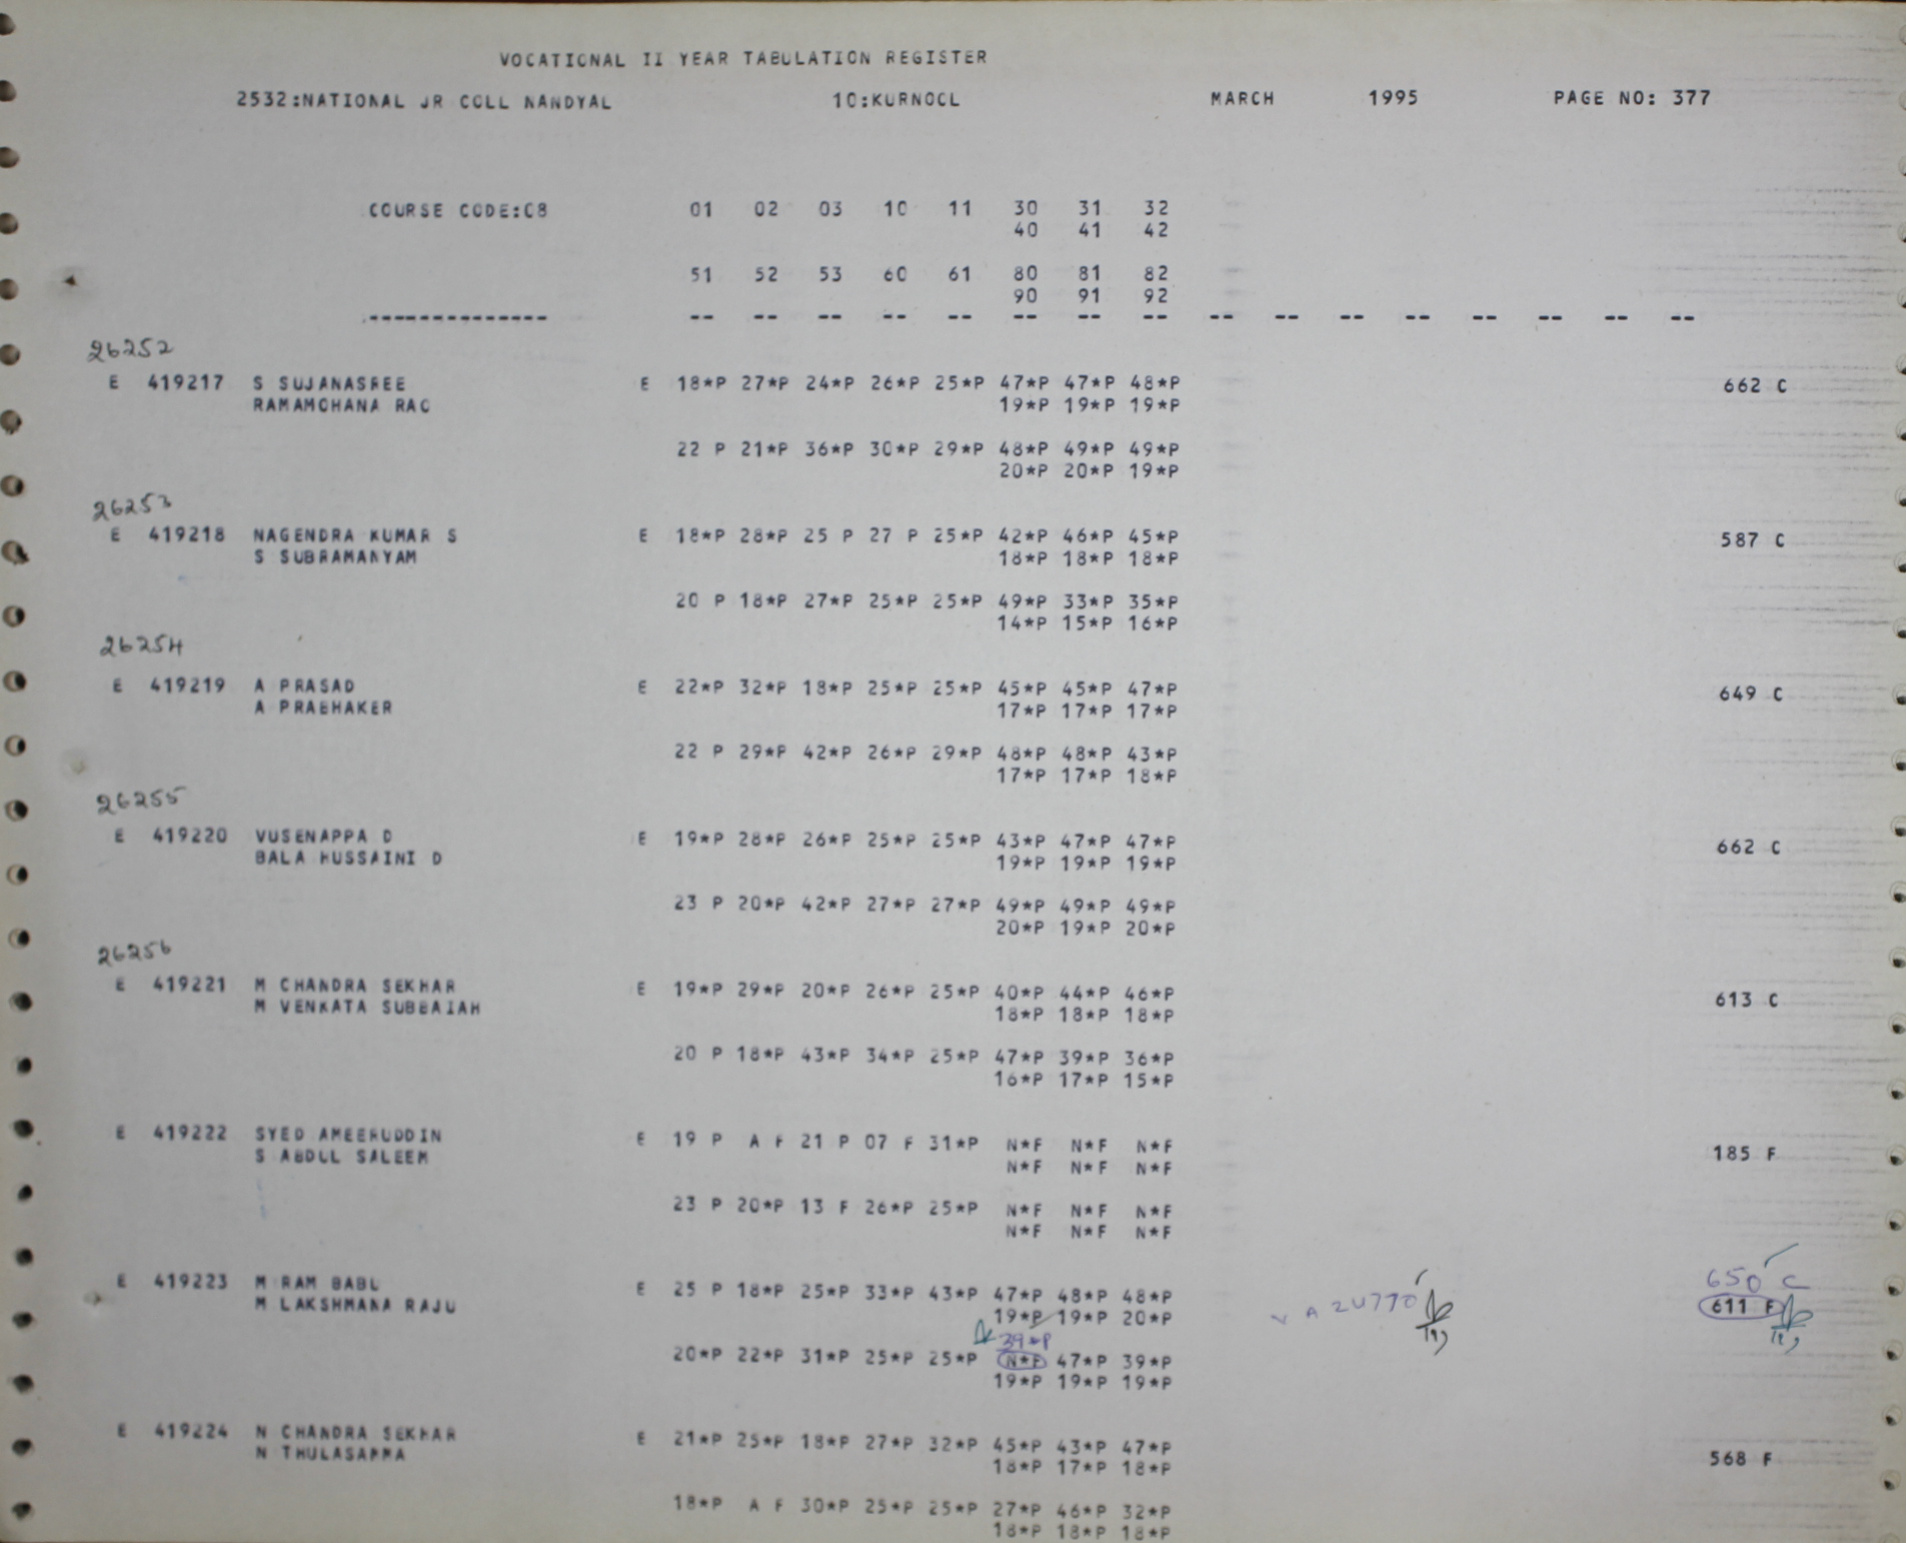 VOCATIONAL II YEAR TABULATION REGISTER
2532:NATIONAL JR COLL NANDYAL 10:KURNOOL MARCH 1995 PAGE NO: 377
COURSE CODE:C8 01 02 03 10 11 30 31 32
40 41 42
51 52 53 60 61 80 81 82
90 91 92
-------------- -- -- -- -- -- -- -- -- -- -- -- -- -- -- -- --
26252
E 419217 S SUJANASREE E 18*P 27*P 24*P 26*P 25*P 47*P 47*P 48*P 662 C
RAMAMOHANA RAO 19*P 19*P 19*P
22 P 21*P 36*P 30*P 29*P 48*P 49*P 49*P
20*P 20*P 19*P
26253
E 419218 NAGENDRA KUMAR S E 18*P 28*P 25 P 27 P 25*P 42*P 46*P 45*P 587 C
S SUBRAMANYAM 18*P 18*P 18*P
20 P 18*P 27*P 25*P 25*P 49*P 33*P 35*P
14*P 15*P 16*P
26254
E 419219 A PRASAD E 22*P 32*P 18*P 25*P 25*P 45*P 45*P 47*P 649 C
A PRABHAKER 17*P 17*P 17*P
22 P 29*P 42*P 26*P 29*P 48*P 48*P 43*P
17*P 17*P 18*P
26255
E 419220 VUSENAPPA D E 19*P 28*P 26*P 25*P 25*P 43*P 47*P 47*P 662 C
BALA HUSSAINI D 19*P 19*P 19*P
23 P 20*P 42*P 27*P 27*P 49*P 49*P 49*P
20*P 19*P 20*P
26256
E 419221 M CHANDRA SEKHAR E 19*P 29*P 20*P 26*P 25*P 40*P 44*P 46*P 613 C
M VENKATA SUBBAIAH 18*P 18*P 18*P
20 P 18*P 43*P 34*P 25*P 47*P 39*P 36*P
16*P 17*P 15*P
E 419222 SYED AMEERUDDIN E 19 P A F 21 P 07 F 31*P N*F N*F N*F 185 F
S ABDUL SALEEM N*F N*F N*F
23 P 20*P 13 F 26*P 25*P N*F N*F N*F
N*F N*F N*F
650 C
E 419223 M RAM BABU E 25 P 18*P 25*P 33*P 43*P 47*P 48*P 48*P 611 F
M LAKSHMANA RAJU 19*P 19*P 20*P
39*P
20*P 22*P 31*P 25*P 25*P N*F 47*P 39*P
19*P 19*P 19*P
E 419224 N CHANDRA SEKHAR E 21*P 25*P 18*P 27*P 32*P 45*P 43*P 47*P 568 F
N THULASANNA 18*P 17*P 18*P
18*P A F 30*P 25*P 25*P 27*P 46*P 32*P
18*P 18*P 18*P